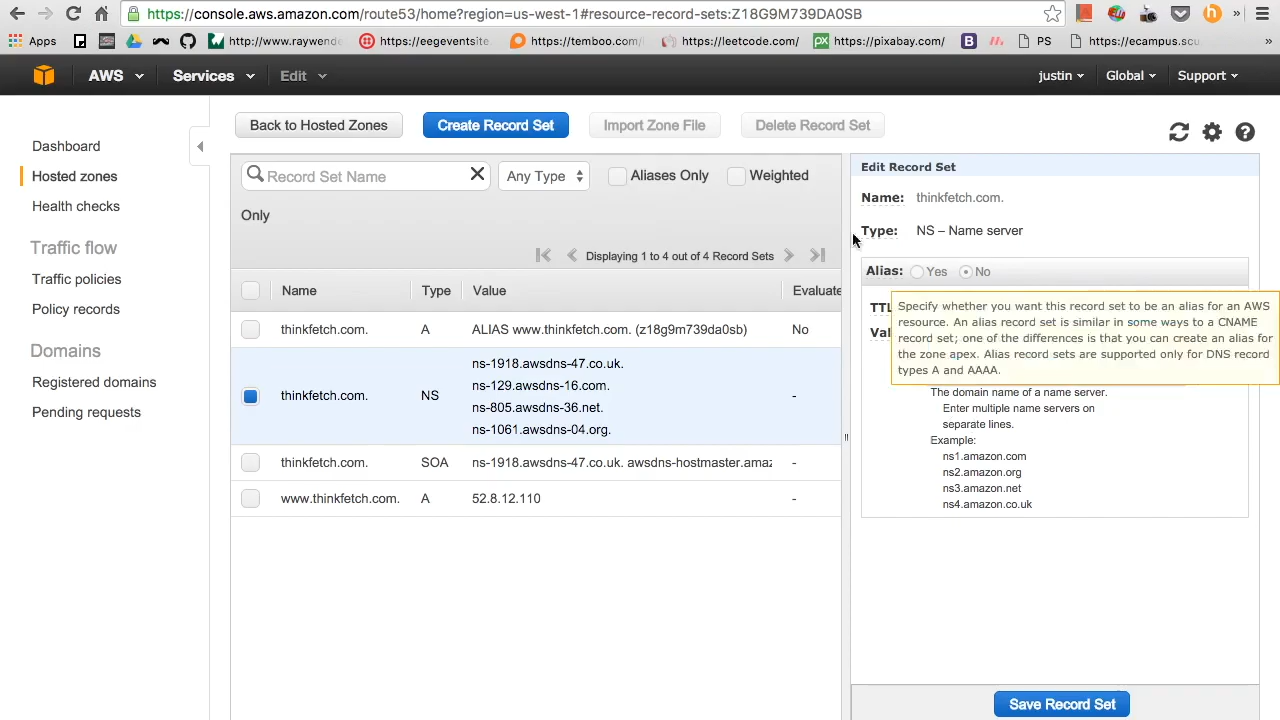 https://console.aws.amazon.com/route53/home?region=us-west-1#resource-record-sets:Z18G9M739DA0SB
Apps
http://www.raywende
https://eegeventsite.
https://temboo.com/
https://leetcode.com/
https://pixabay.com/
PS
https://ecampus.scu
AWS
Services
Edit
justin
Global
Support
Dashboard
Hosted zones
Health checks
Traffic flow
Traffic policies
Policy records
Domains
Registered domains
Pending requests
Back to Hosted Zones
Create Record Set
Import Zone File
Delete Record Set
Record Set Name
Any Type
Aliases Only
Weighted
Only
Displaying 1 to 4 out of 4 Record Sets
Name Type Value Evaluate
thinkfetch.com. A ALIAS www.thinkfetch.com. (z18g9m739da0sb) No
ns-1918.awsdns-47.co.uk.
ns-129.awsdns-16.com.
thinkfetch.com. NS -
ns-805.awsdns-36.net.
ns-1061.awsdns-04.org.
thinkfetch.com. SOA ns-1918.awsdns-47.co.uk. awsdns-hostmaster.amaz -
www.thinkfetch.com. A 52.8.12.110 -
Edit Record Set
Name: thinkfetch.com.
Type: NS – Name server
Alias: Yes No
TTL
Val
Specify whether you want this record set to be an alias for an AWS
resource. An alias record set is similar in some ways to a CNAME
record set; one of the differences is that you can create an alias for
the zone apex. Alias record sets are supported only for DNS record
types A and AAAA.
The domain name of a name server.
Enter multiple name servers on
separate lines.
Example:
ns1.amazon.com
ns2.amazon.org
ns3.amazon.net
ns4.amazon.co.uk
Save Record Set